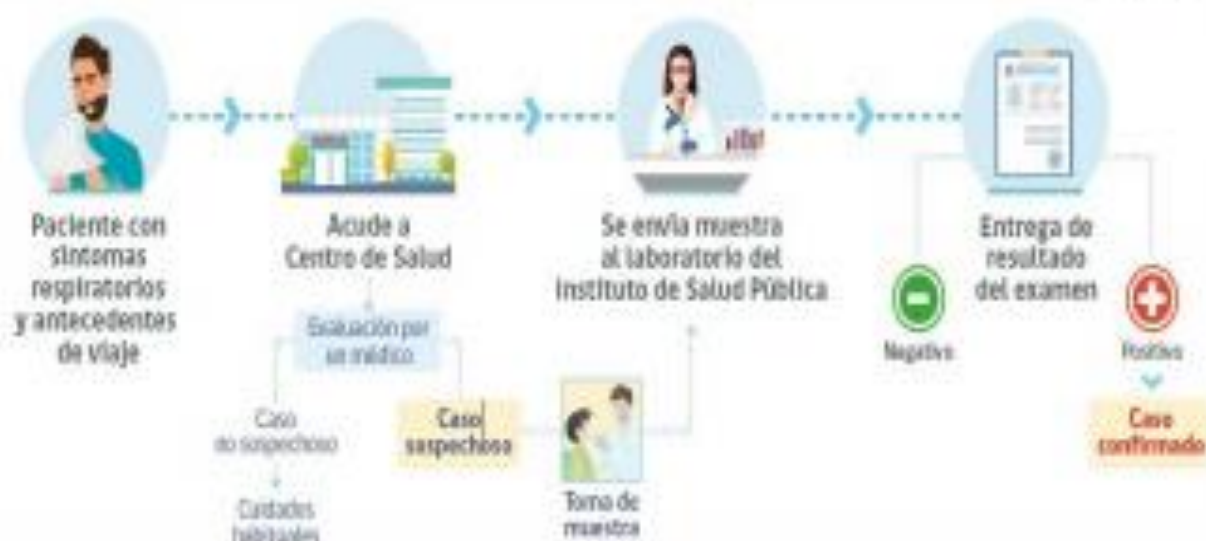 Paciente con
síntomas
respiratorios
y antecedentes
de viaje
Acude a
Centro de Salud
Evaluación por
un médico
Caso
no sospechoso
Cuidados
habituales
Caso
sospechoso
Toma de
muestra
Se envía muestra
al laboratorio del
Instituto de Salud Pública
Entrega de
resultado
del examen
Negativo
Positivo
Caso
confirmado